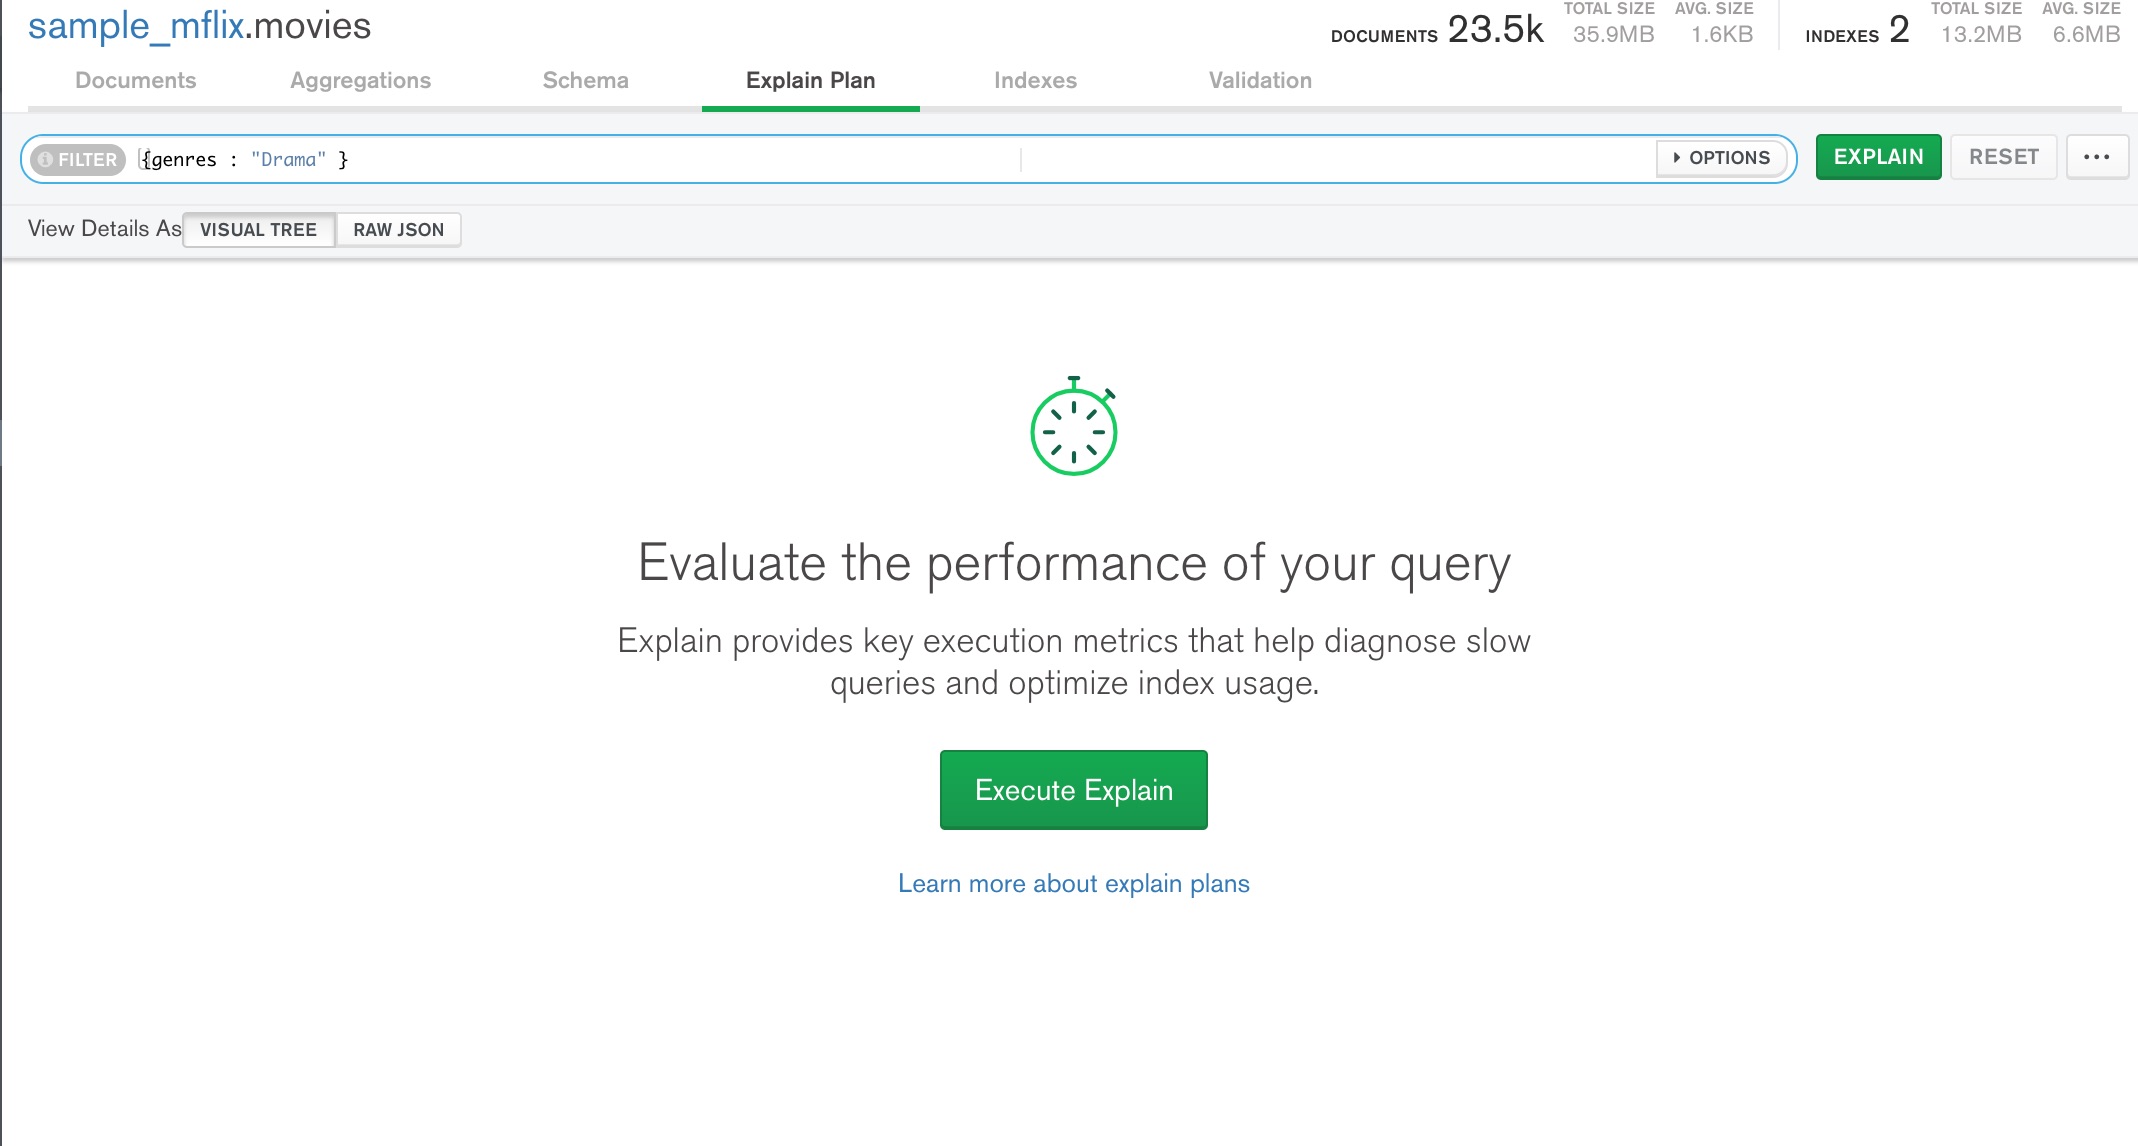 sample_mflix.movies
DOCUMENTS 23.5k TOTAL SIZE 35.9MB AVG. SIZE 1.6KB INDEXES 2 TOTAL SIZE 13.2MB AVG. SIZE 6.6MB
Documents Aggregations Schema Explain Plan Indexes Validation
FILTER {genres : "Drama" } OPTIONS EXPLAIN RESET ...
View Details As VISUAL TREE RAW JSON
Evaluate the performance of your query
Explain provides key execution metrics that help diagnose slow
queries and optimize index usage.
Execute Explain
Learn more about explain plans